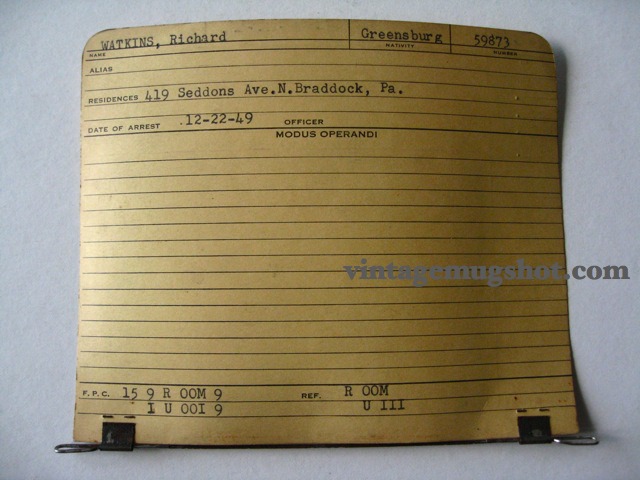 WATKINS, Richard Greensburg 59873
NAME NATIVITY NUMBER
ALIAS
RESIDENCES 419 Seddons Ave.N.Braddock, Pa.
DATE OF ARREST .12-22-49 OFFICER
MODUS OPERANDI
vintagemugshot.com
F.P.C. 15 9 R OOM 9 REF. R OOM
I U OOI 9 U III